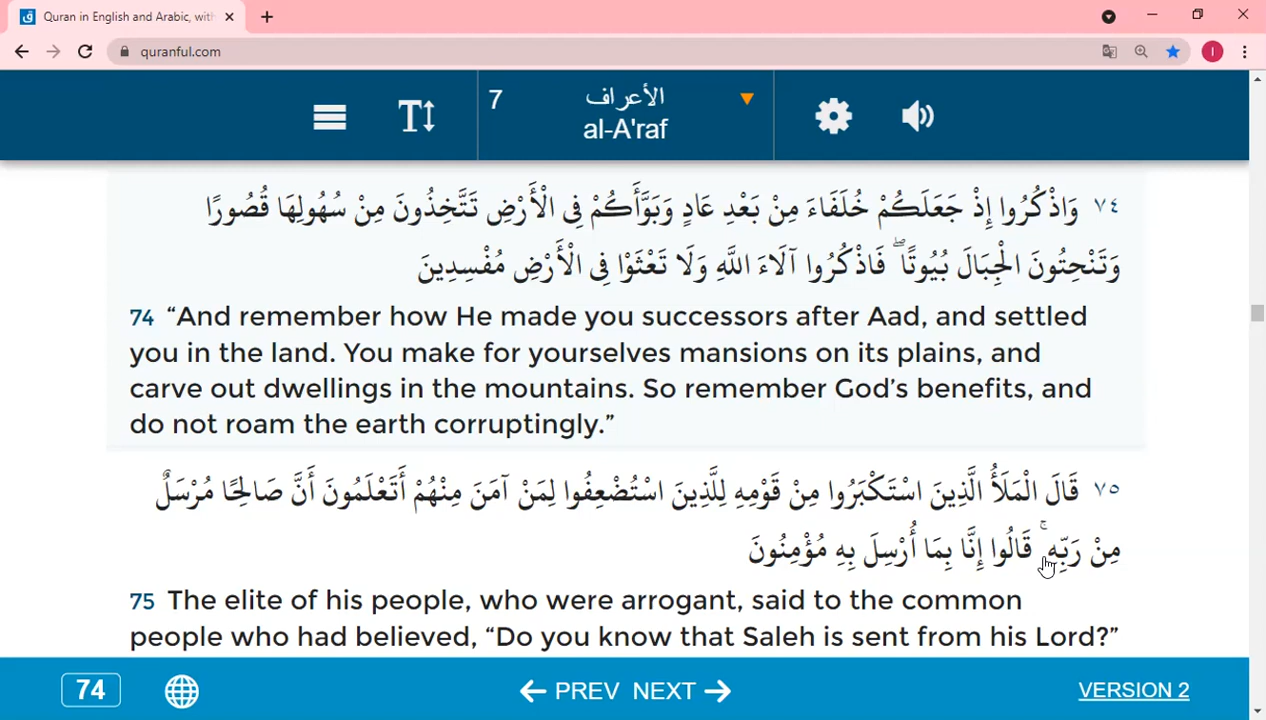 Quran in English and Arabic, with
quranful.com
I
7
الأعراف
al-A'raf
٧٤ وَاذْكُرُوا إِذْ جَعَلَكُمْ خُلَفَاءَ مِنْ بَعْدِ عَادٍ وَبَوَّأَكُمْ فِي الْأَرْضِ تَتَّخِذُونَ مِنْ سُهُولِهَا قُصُورًا
وَتَنْحِتُونَ الْجِبَالَ بُيُوتًا ۖ فَاذْكُرُوا آلَاءَ اللَّهِ وَلَا تَعْثَوْا فِي الْأَرْضِ مُفْسِدِينَ
74 “And remember how He made you successors after Aad, and settled
you in the land. You make for yourselves mansions on its plains, and
carve out dwellings in the mountains. So remember God’s benefits, and
do not roam the earth corruptingly.”
٧٥ قَالَ الْمَلَأُ الَّذِينَ اسْتَكْبَرُوا مِنْ قَوْمِهِ لِلَّذِينَ اسْتُضْعِفُوا لِمَنْ آمَنَ مِنْهُمْ أَتَعْلَمُونَ أَنَّ صَالِحًا مُرْسَلٌ
مِنْ رَبِّهِ ۚ قَالُوا إِنَّا بِمَا أُرْسِلَ بِهِ مُؤْمِنُونَ
75 The elite of his people, who were arrogant, said to the common
people who had believed, “Do you know that Saleh is sent from his Lord?”
74
PREV NEXT
VERSION 2